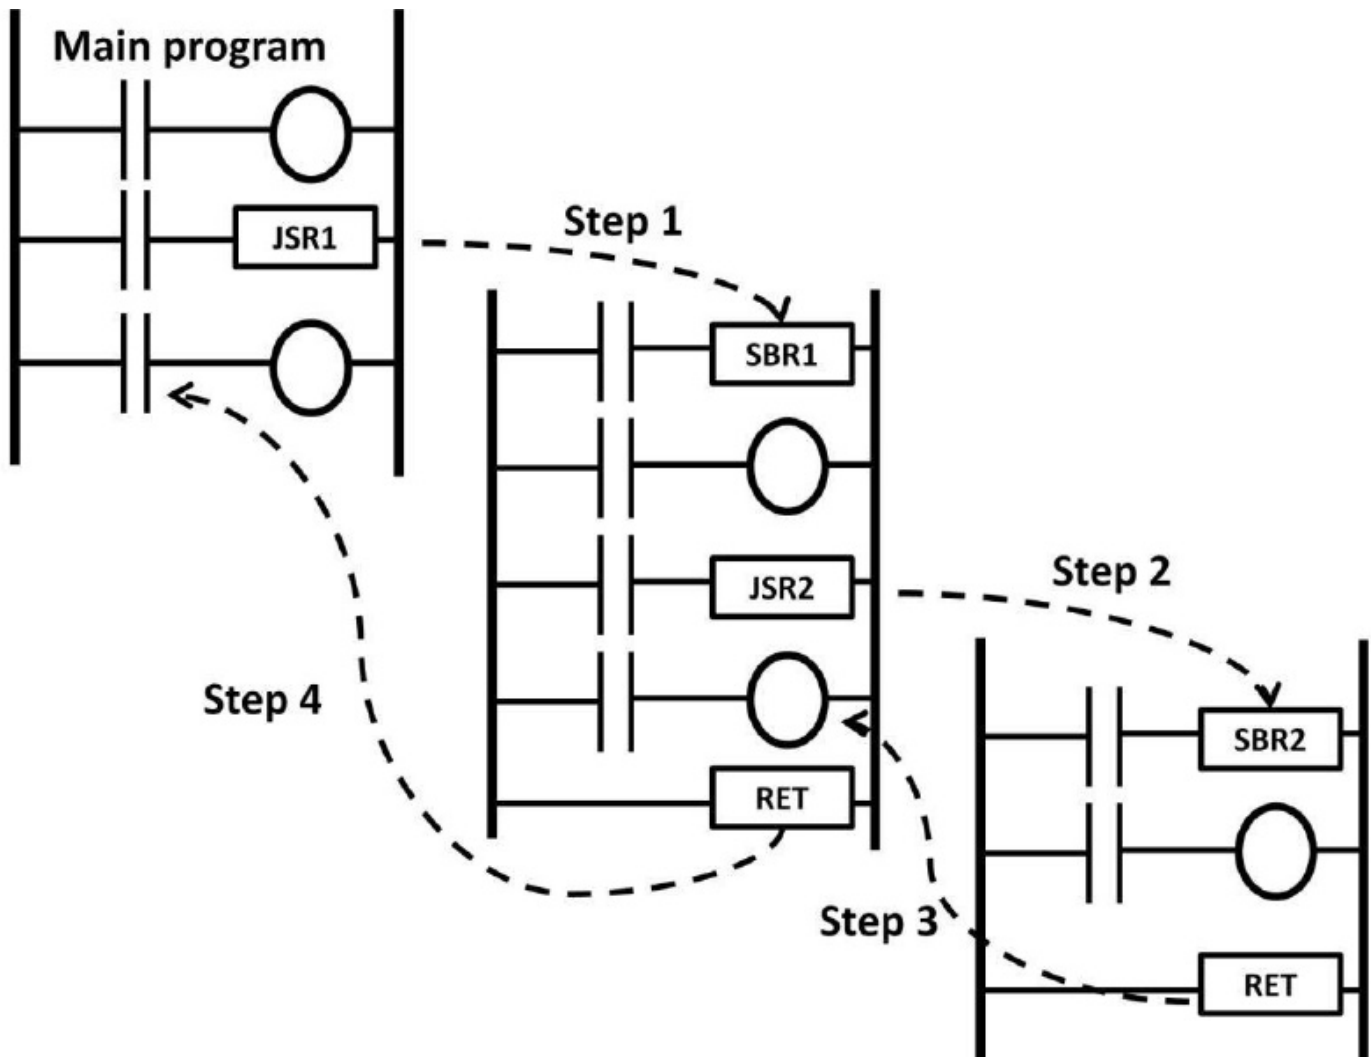 Main program
JSR1
Step 1
SBR1
JSR2
Step 2
Step 4
SBR2
RET
Step 3
RET